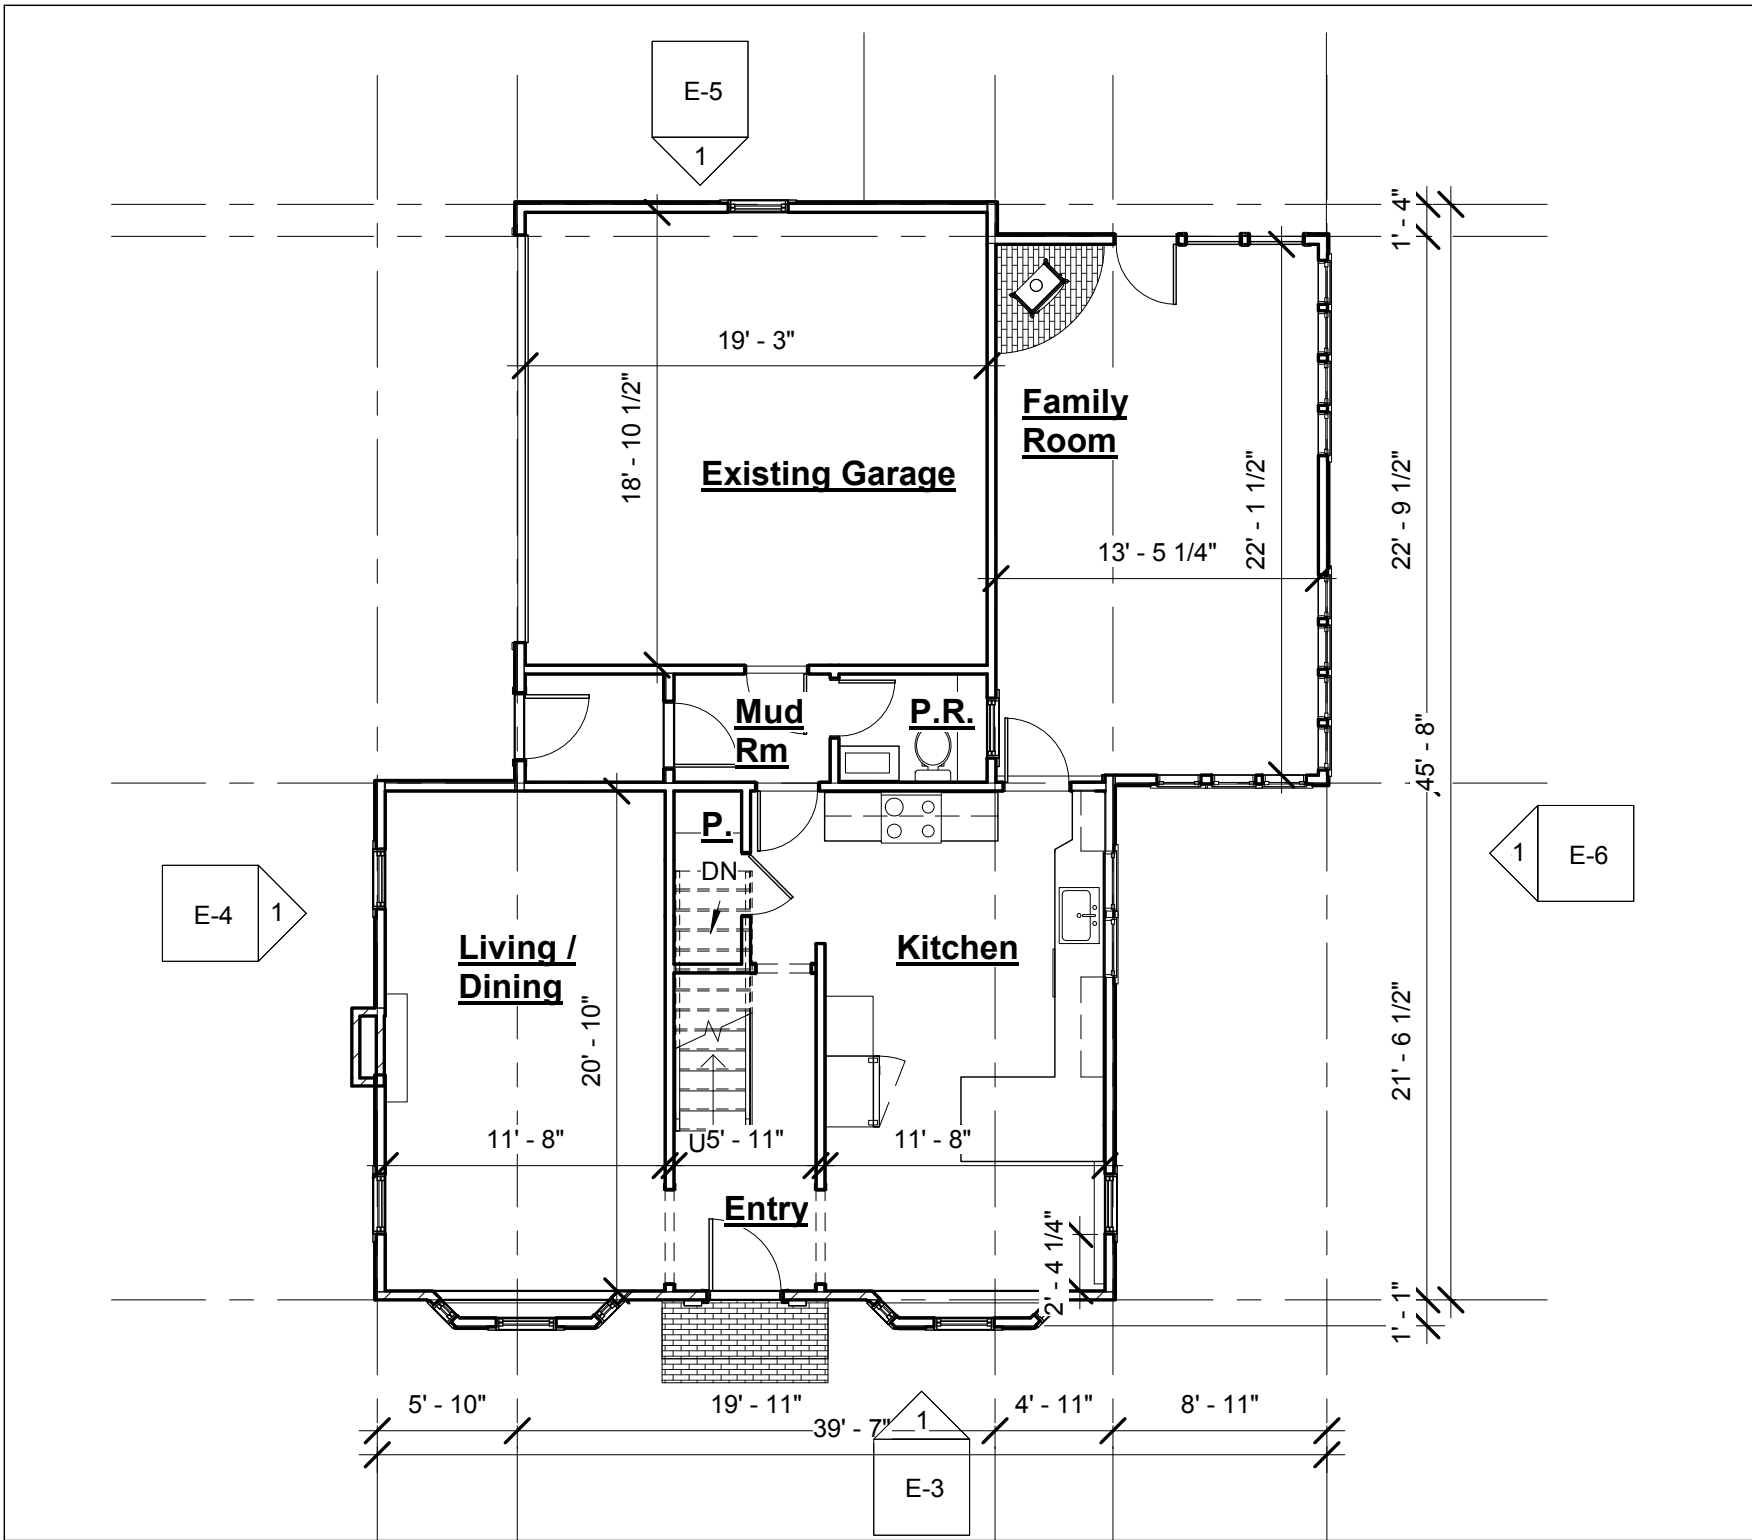 E-5
1
1' - 4"
19' - 3"
18' - 10 1/2"
Family
Room
Existing Garage
22' - 1 1/2"
22' - 9 1/2"
13' - 5 1/4"
Mud
Rm
P.R.
45' - 8"
P.
DN
1
E-6
E-4
1
Living /
Dining
Kitchen
20' - 10"
21' - 6 1/2"
11' - 8"
U
5' - 11"
11' - 8"
Entry
2' - 4 1/4"
1' - 1"
5' - 10"
19' - 11"
4' - 11"
8' - 11"
39' - 7"
1
E-3